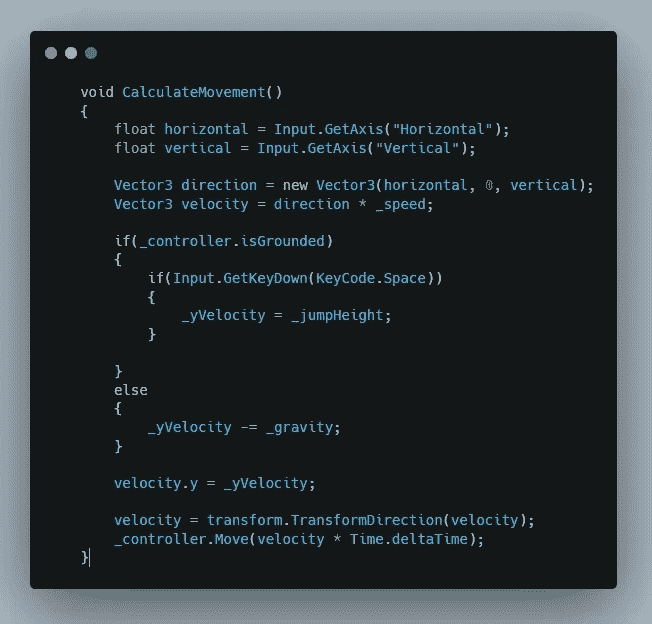 void CalculateMovement()
{
float horizontal = Input.GetAxis("Horizontal");
float vertical = Input.GetAxis("Vertical");
Vector3 direction = new Vector3(horizontal, 0, vertical);
Vector3 velocity = direction * _speed;
if(_controller.isGrounded)
{
if(Input.GetKeyDown(KeyCode.Space))
{
_yVelocity = _jumpHeight;
}
}
else
{
_yVelocity -= _gravity;
}
velocity.y = _yVelocity;
velocity = transform.TransformDirection(velocity);
_controller.Move(velocity * Time.deltaTime);
}